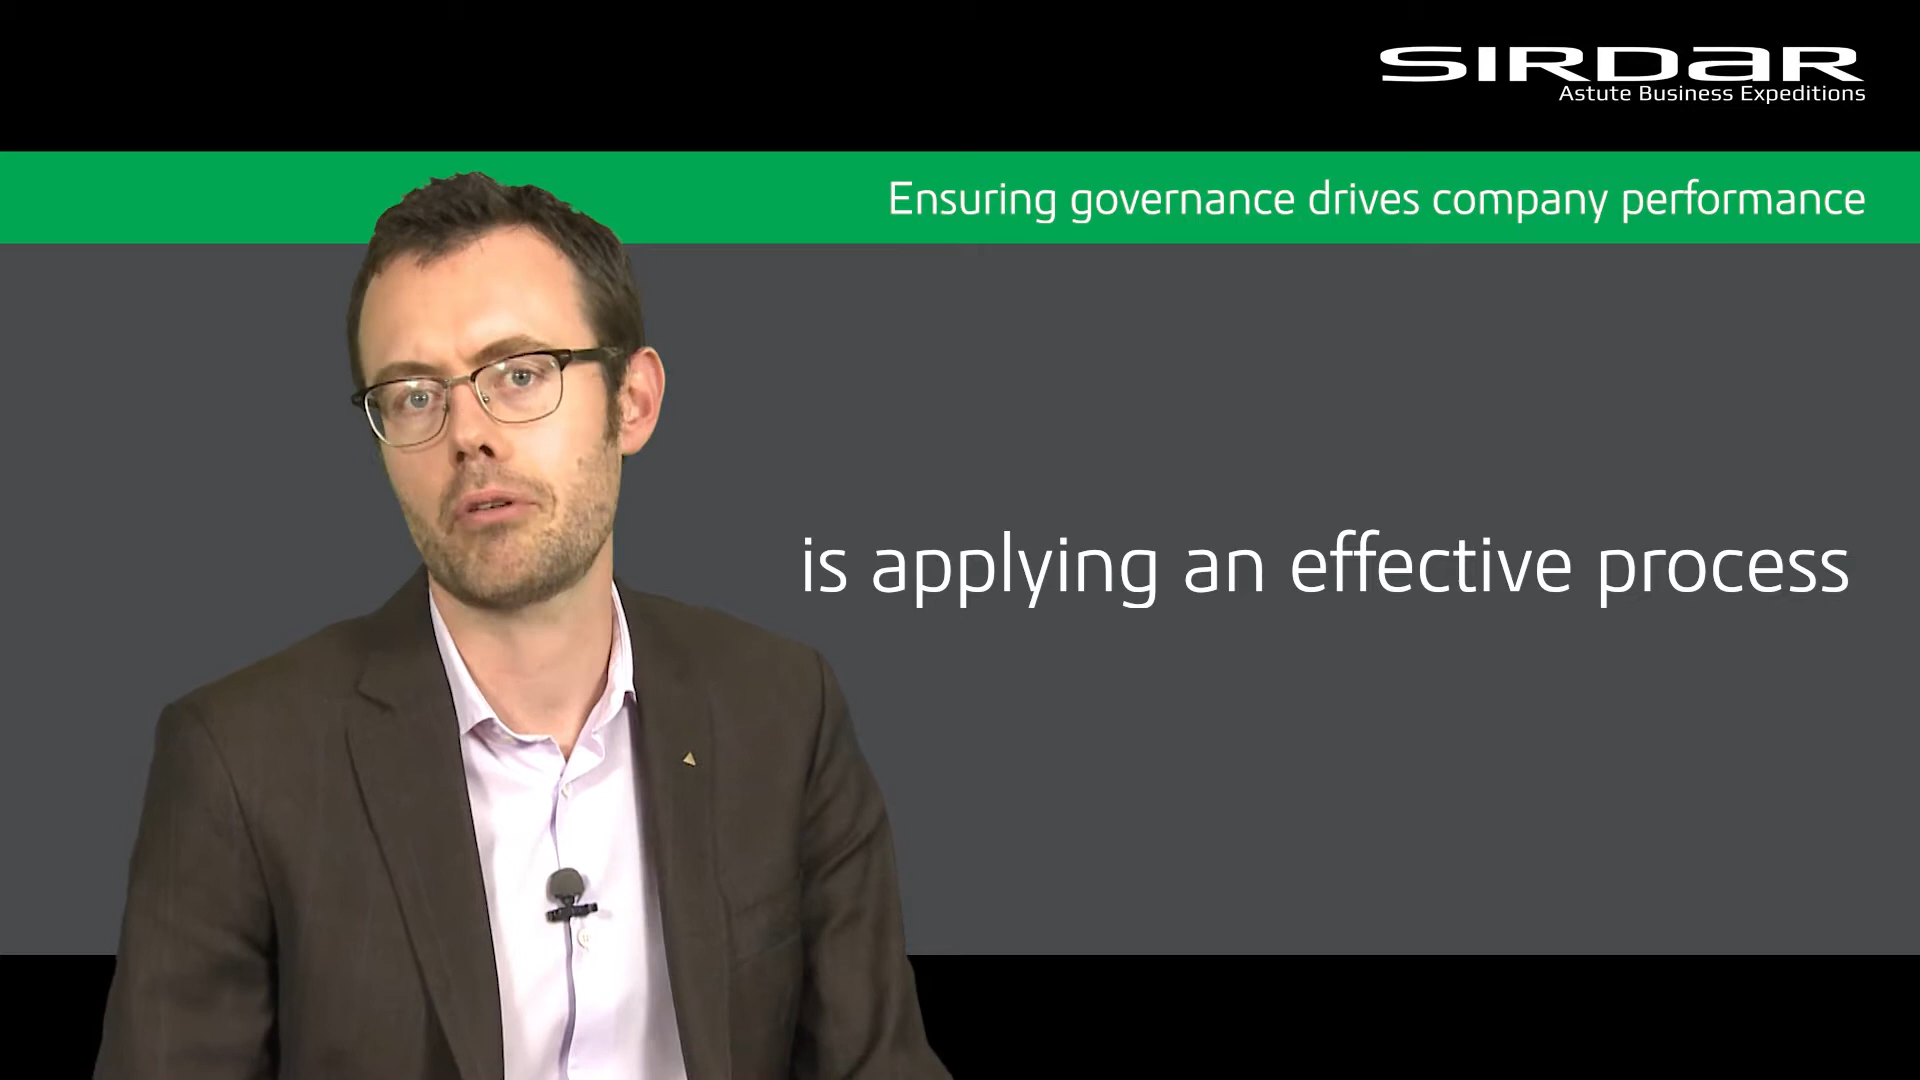 SIRDAR
Astute Business Expeditions
Ensuring governance drives company performance
is applying an effective process